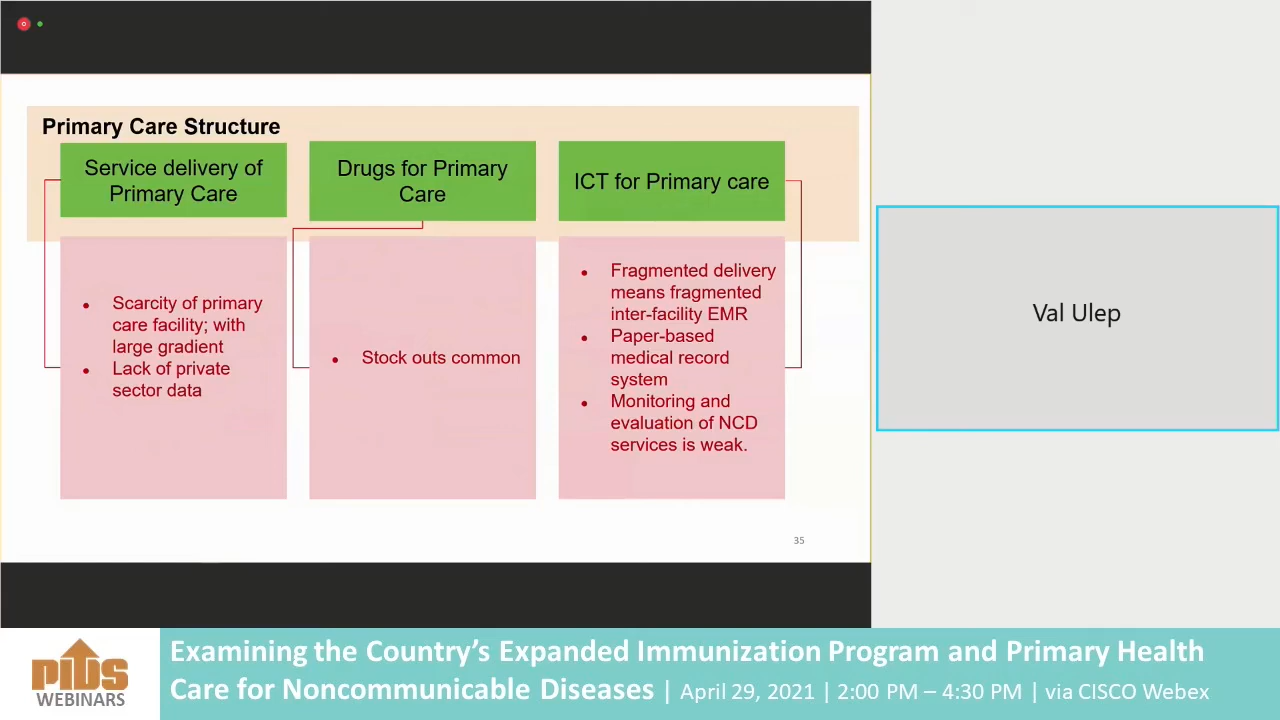 Primary Care Structure
Service delivery of
Primary Care
Drugs for Primary
Care
ICT for Primary care
• Scarcity of primary
care facility; with
large gradient
• Lack of private
sector data
• Stock outs common
• Fragmented delivery
means fragmented
inter-facility EMR
• Paper-based
medical record
system
• Monitoring and
evaluation of NCD
services is weak.
35
Val Ulep
PIDS
WEBINARS
Examining the Country's Expanded Immunization Program and Primary Health
Care for Noncommunicable Diseases | April 29, 2021 | 2:00 PM – 4:30 PM | via CISCO Webex